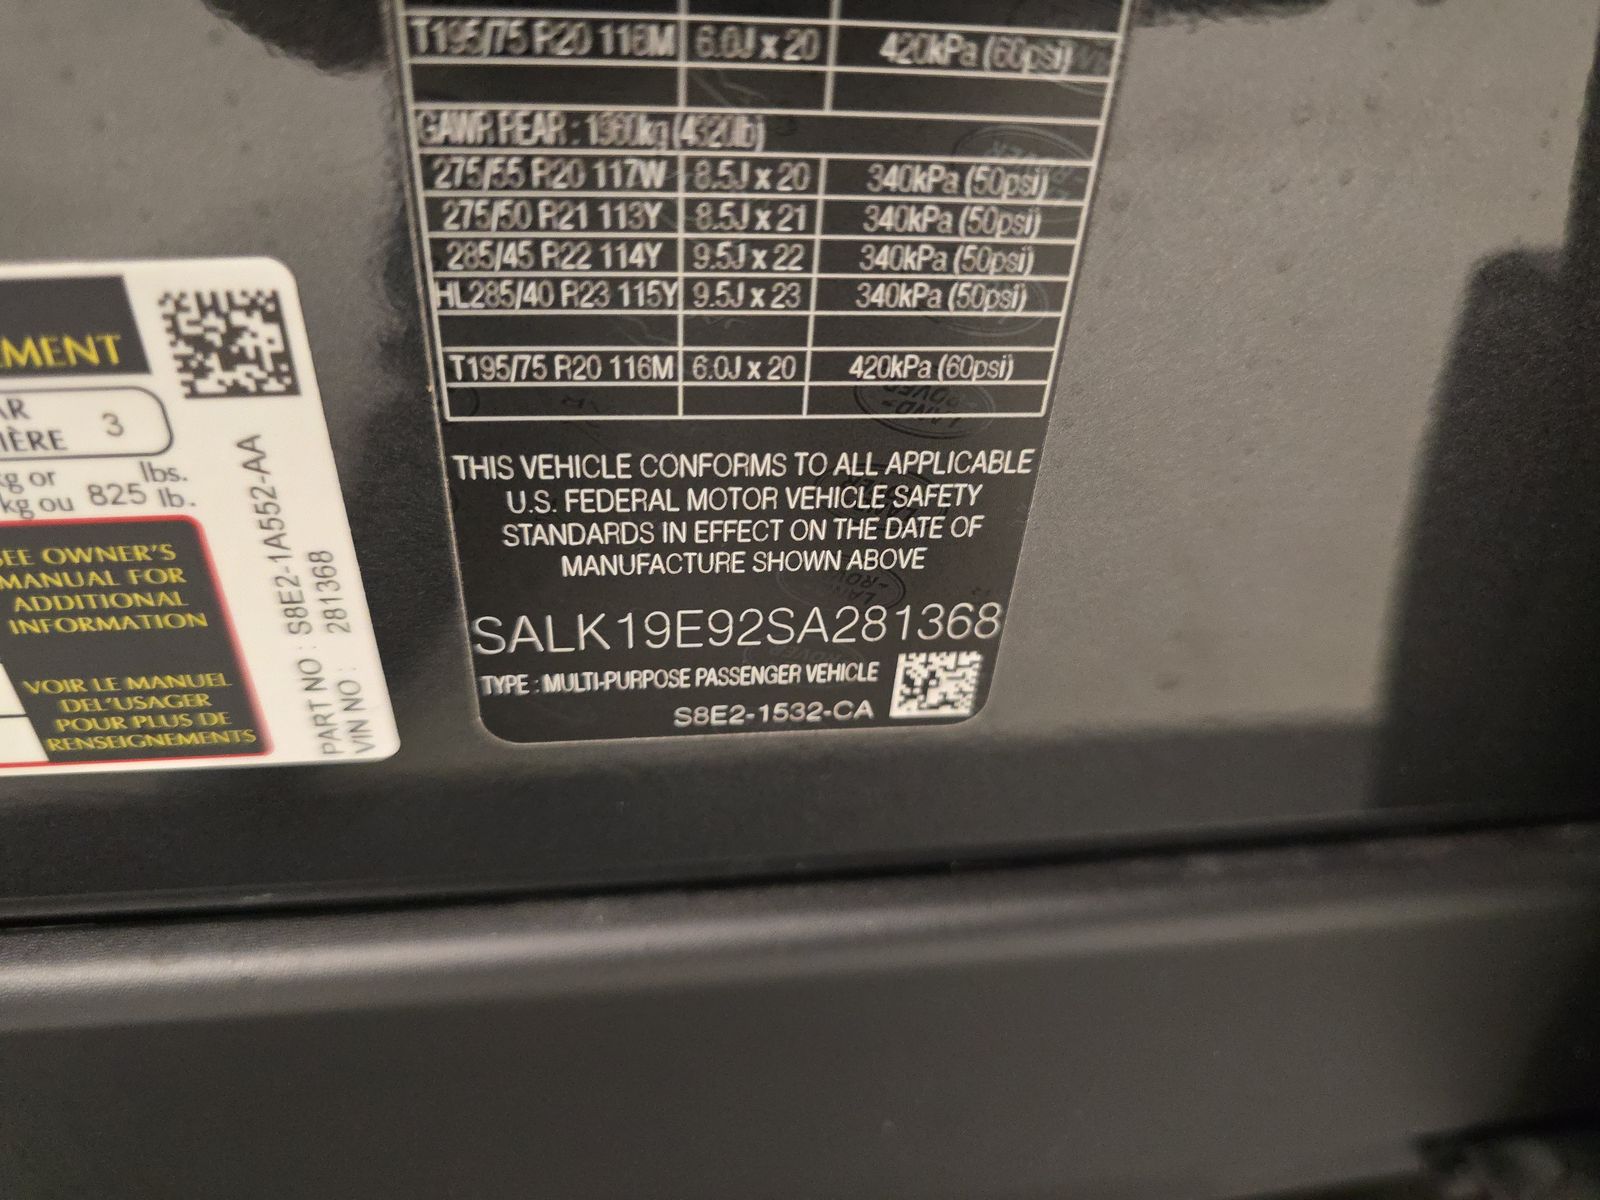 EMENT
AR
IÈRE 3
kg or lbs.
kg ou 825 lb.
SEE OWNER'S
MANUAL FOR
ADDITIONAL
INFORMATION
VOIR LE MANUEL
DEL'USAGER
POUR PLUS DE
RENSEIGNEMENTS
PART NO : S8E2-1A552-AA
VIN NO : 281368
T195/75 R20 116M 6.0J x 20 420kPa (60psi)
GAWR REAR : 1960kg (4320lb)
275/55 R20 117W 8.5J x 20 340kPa (50psi)
275/50 R21 113Y 8.5J x 21 340kPa (50psi)
285/45 R22 114Y 9.5J x 22 340kPa (50psi)
HL285/40 R23 115Y 9.5J x 23 340kPa (50psi)
T195/75 R20 116M 6.0J x 20 420kPa (60psi)
THIS VEHICLE CONFORMS TO ALL APPLICABLE
U.S. FEDERAL MOTOR VEHICLE SAFETY
STANDARDS IN EFFECT ON THE DATE OF
MANUFACTURE SHOWN ABOVE
SALK19E92SA281368
TYPE : MULTI-PURPOSE PASSENGER VEHICLE
S8E2-1532-CA